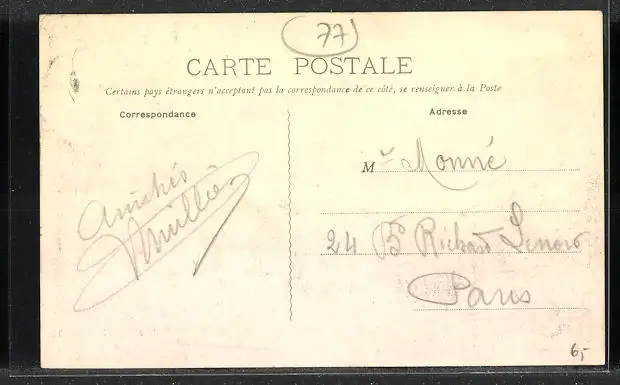 77
CARTE POSTALE
Certains pays étrangers n'acceptant pas la correspondance de ce côté, se renseigner à la Poste
Correspondance
Adresse
Amitiés
Mr Monné
24 Bd Richard Lenoir
Paris
6,-